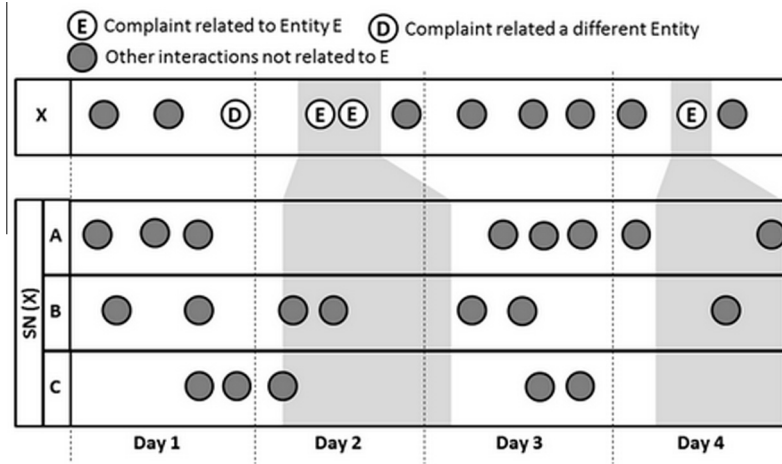 E Complaint related to Entity E
D Complaint related a different Entity
Other interactions not related to E
X D E E E
SN (X)
A
B
C
Day 1 Day 2 Day 3 Day 4